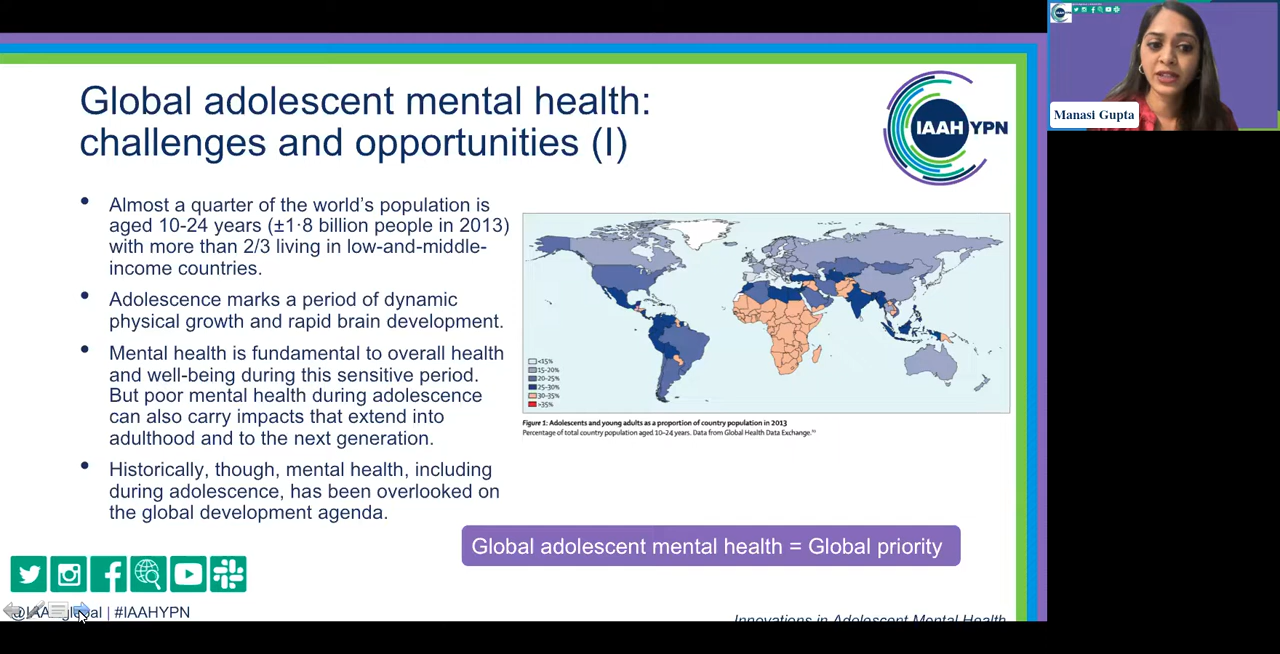 Global adolescent mental health:
challenges and opportunities (I)
IAAH YPN
Manasi Gupta
• Almost a quarter of the world's population is
aged 10-24 years (±1·8 billion people in 2013)
with more than 2/3 living in low-and-middle-
income countries.
• Adolescence marks a period of dynamic
physical growth and rapid brain development.
• Mental health is fundamental to overall health
and well-being during this sensitive period.
But poor mental health during adolescence
can also carry impacts that extend into
adulthood and to the next generation.
• Historically, though, mental health, including
during adolescence, has been overlooked on
the global development agenda.
<15%
15–20%
20–25%
25–30%
30–35%
>35%
Figure 1: Adolescents and young adults as a proportion of country population in 2013
Percentage of total country population aged 10–24 years. Data from Global Health Data Exchange.
Global adolescent mental health = Global priority
| #IAAHYPN
Innovations in Adolescent Mental Health